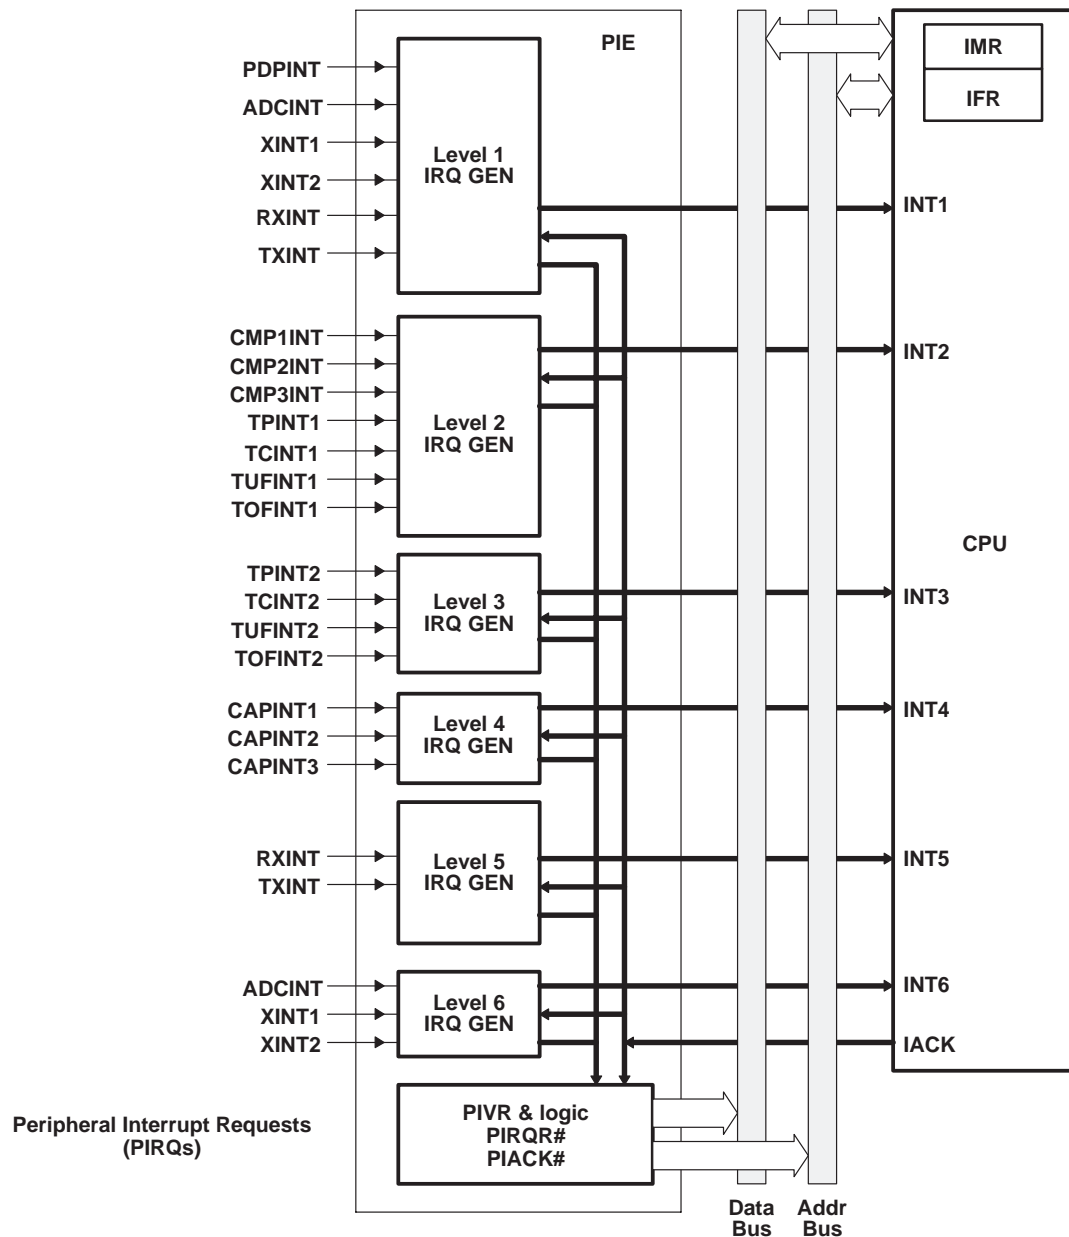 PIE
PDPINT
ADCINT
XINT1
XINT2
RXINT
TXINT
Level 1
IRQ GEN
CMP1INT
CMP2INT
CMP3INT
TPINT1
TCINT1
TUFINT1
TOFINT1
Level 2
IRQ GEN
TPINT2
TCINT2
TUFINT2
TOFINT2
Level 3
IRQ GEN
CAPINT1
CAPINT2
CAPINT3
Level 4
IRQ GEN
RXINT
TXINT
Level 5
IRQ GEN
ADCINT
XINT1
XINT2
Level 6
IRQ GEN
Peripheral Interrupt Requests
(PIRQs)
PIVR & logic
PIRQR#
PIACK#
Data
Bus
Addr
Bus
IMR
IFR
INT1
INT2
CPU
INT3
INT4
INT5
INT6
IACK